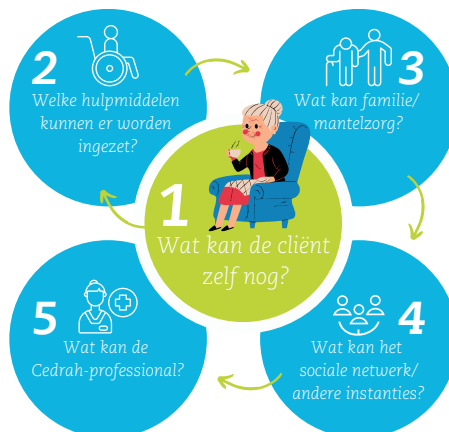 1
Wat kan de cliënt
zelf nog?
2
Welke hulpmiddelen
kunnen er worden
ingezet?
3
Wat kan familie/
mantelzorg?
4
Wat kan het
sociale netwerk/
andere instanties?
5
Wat kan de
Cedrah-professional?